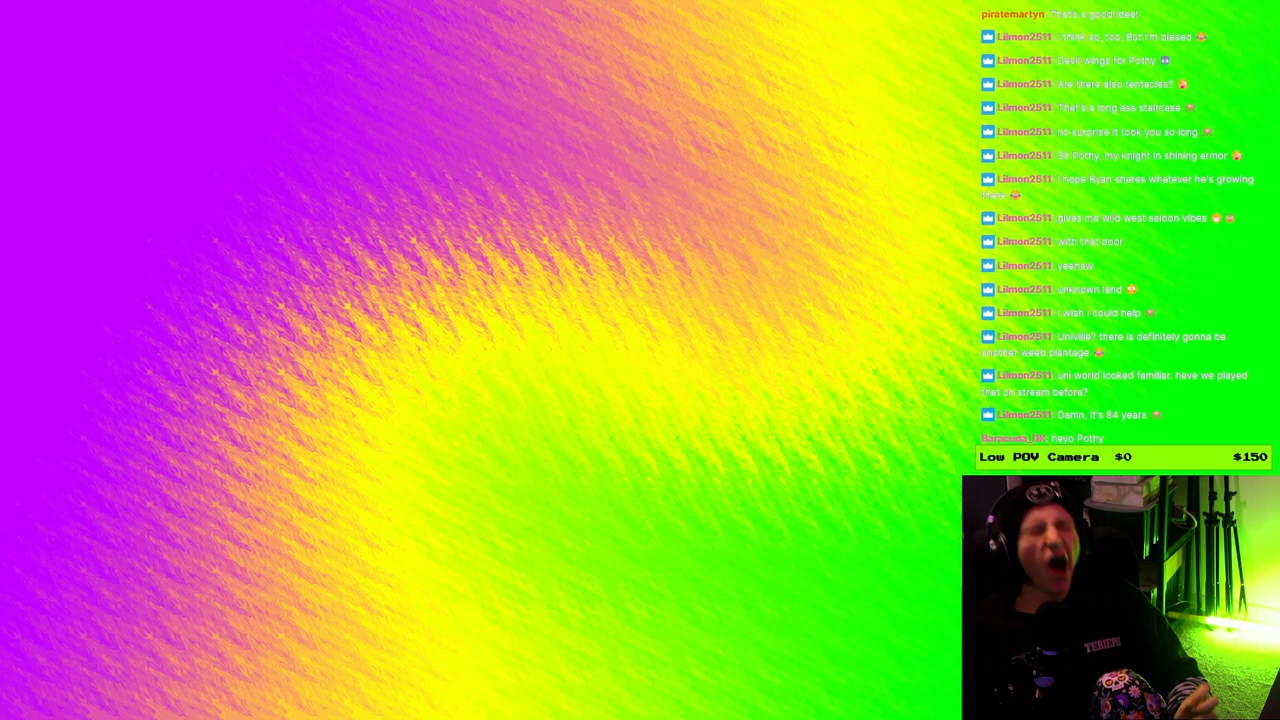 piratemartyn: That's a good idea!
Lilmon2511: I think so, too. But I'm biased
Lilmon2511: Devil wings for Pothy
Lilmon2511: Are there also tentacles?
Lilmon2511: That's a long ass staircase
Lilmon2511: no surprise it took you so long
Lilmon2511: Sir Pothy, my knight in shining armor
Lilmon2511: I hope Ryan shares whatever he's growing
there
Lilmon2511: gives me wild west saloon vibes
Lilmon2511: with that door
Lilmon2511: yeehaw
Lilmon2511: unknown land
Lilmon2511: I wish I could help
Lilmon2511: Univille? there is definitely gonna be
another weed plantage
Lilmon2511: uni world looked familiar. have we played
that on stream before?
Lilmon2511: Damn, it's 84 years
Baracuda_DK: heyo Pothy
Low POV Camera $0 $150